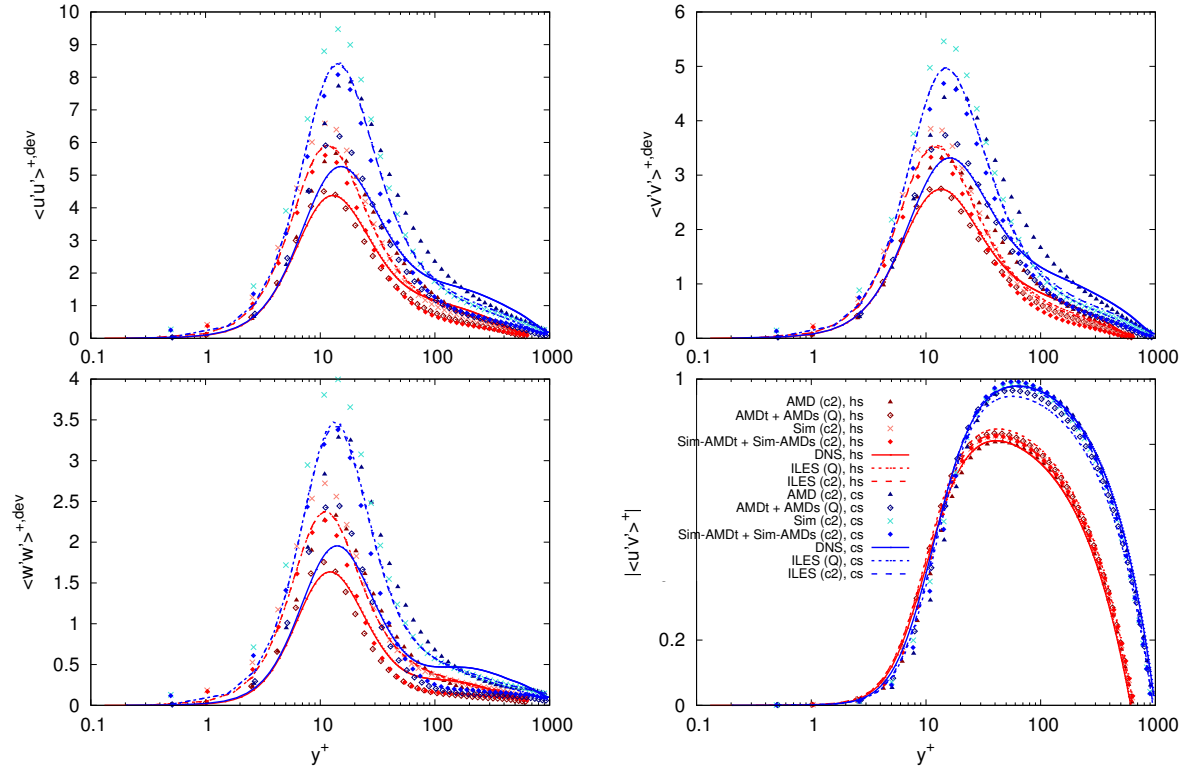 10
9
8
7
6
5
4
3
2
1
0
<u'u'>+,dev
0.1 1 10 100 1000
6
5
4
3
2
1
0
<v'v'>+,dev
0.1 1 10 100 1000
4
3.5
3
2.5
2
1.5
1
0.5
0
<w'w'>+,dev
0.1 1 10 100 1000
y+
1
0.2
0
|<u'v'>+|
AMD (c2), hs
AMDt + AMDs (Q), hs
Sim (c2), hs
Sim-AMDt + Sim-AMDs (c2), hs
DNS, hs
ILES (Q), hs
ILES (c2), hs
AMD (c2), cs
AMDt + AMDs (Q), cs
Sim (c2), cs
Sim-AMDt + Sim-AMDs (c2), cs
DNS, cs
ILES (Q), cs
ILES (c2), cs
0.1 1 10 100 1000
y+